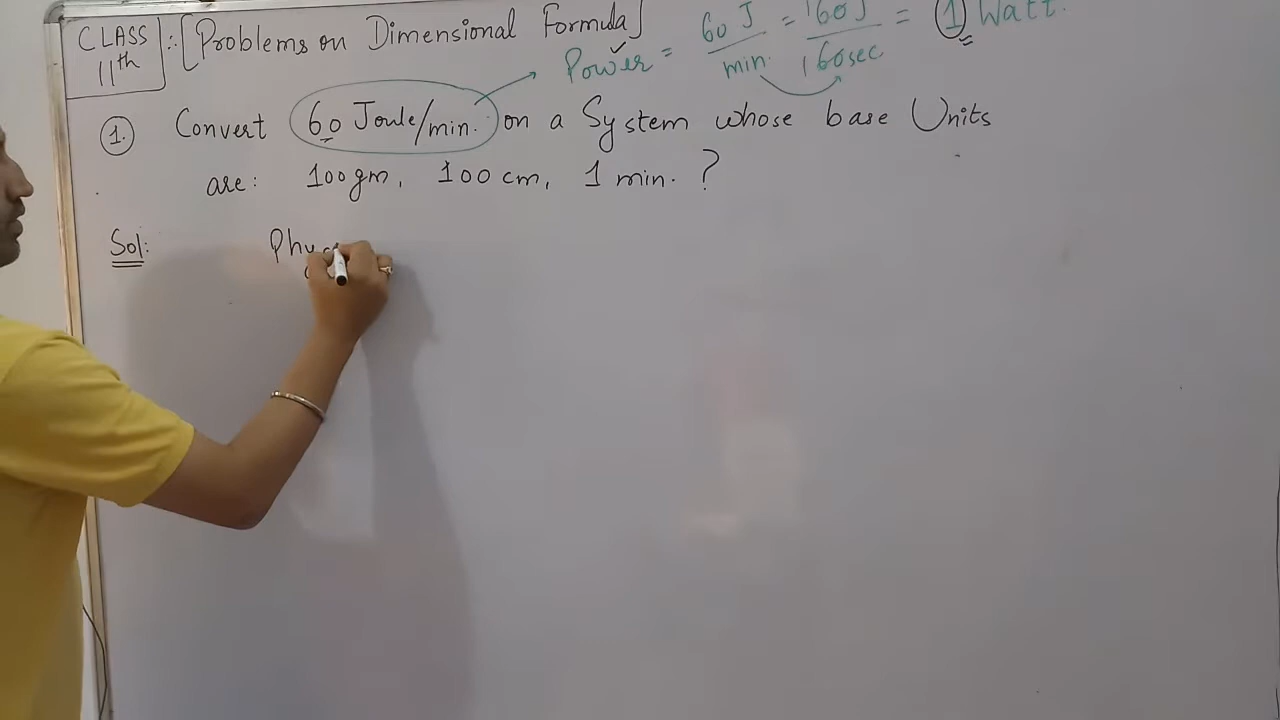 CLASS 11th ∴ [Problems on Dimensional Formula]
Power = 60 J / min. = 60 J / 60 sec = 1 Watt.
1. Convert 60 Joule/min. on a System whose base Units
are: 100 gm, 100 cm, 1 min. ?
Sol: